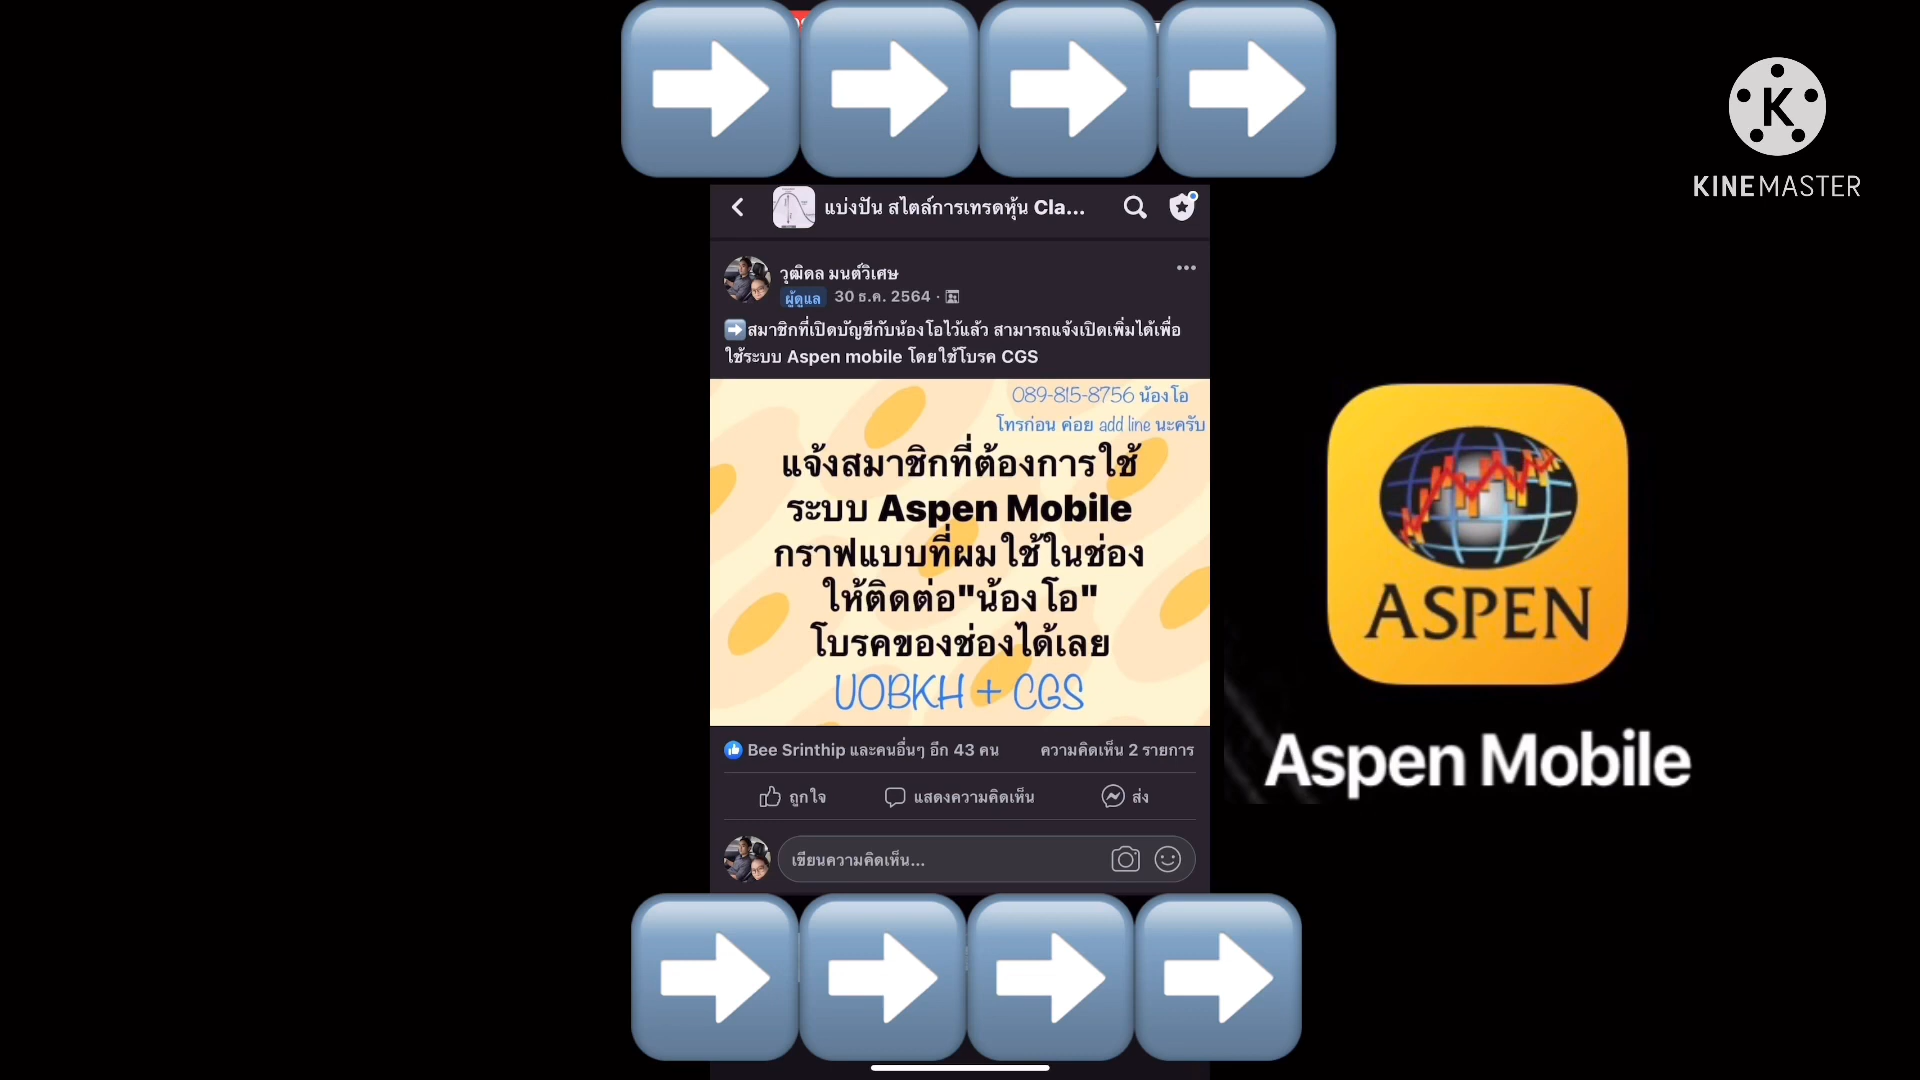 KINEMASTER
แบ่งปัน สไตล์การเทรดหุ้น Cla...
วุฒิดล มนต์วิเศษ
ผู้ดูแล 30 ธ.ค. 2564 ·
➡สมาชิกที่เปิดบัญชีกับน้องโอไว้แล้ว สามารถแจ้งเปิดเพิ่มได้เพื่อ
ใช้ระบบ Aspen mobile โดยใช้โบรค CGS
089-815-8756 น้องโอ
โทรก่อน ค่อย add line นะครับ
แจ้งสมาชิกที่ต้องการใช้
ระบบ Aspen Mobile
กราฟแบบที่ผมใช้ในช่อง
ให้ติดต่อ"น้องโอ"
โบรคของช่องได้เลย
UOBKH + CGS
ASPEN
Aspen Mobile
Bee Srinthip และคนอื่นๆ อีก 43 คน ความคิดเห็น 2 รายการ
ถูกใจ แสดงความคิดเห็น ส่ง
เขียนความคิดเห็น...